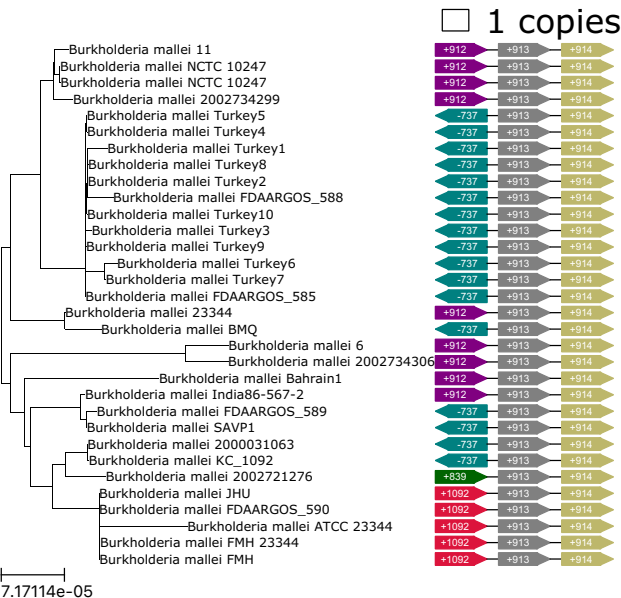 1 copies
Burkholderia mallei 11 +912 +913 +914
Burkholderia mallei NCTC 10247 +912 +913 +914
Burkholderia mallei NCTC 10247 +912 +913 +914
Burkholderia mallei 2002734299 +912 +913 +914
Burkholderia mallei Turkey5 -737 +913 +914
Burkholderia mallei Turkey4 -737 +913 +914
Burkholderia mallei Turkey1 -737 +913 +914
Burkholderia mallei Turkey8 -737 +913 +914
Burkholderia mallei Turkey2 -737 +913 +914
Burkholderia mallei FDAARGOS_588 -737 +913 +914
Burkholderia mallei Turkey10 -737 +913 +914
Burkholderia mallei Turkey3 -737 +913 +914
Burkholderia mallei Turkey9 -737 +913 +914
Burkholderia mallei Turkey6 -737 +913 +914
Burkholderia mallei Turkey7 -737 +913 +914
Burkholderia mallei FDAARGOS_585 -737 +913 +914
Burkholderia mallei 23344 +912 +913 +914
Burkholderia mallei BMQ -737 +913 +914
Burkholderia mallei 6 +912 +913 +914
Burkholderia mallei 2002734306 +912 +913 +914
Burkholderia mallei Bahrain1 +912 +913 +914
Burkholderia mallei India86-567-2 +912 +913 +914
Burkholderia mallei FDAARGOS_589 -737 +913 +914
Burkholderia mallei SAVP1 -737 +913 +914
Burkholderia mallei 2000031063 -737 +913 +914
Burkholderia mallei KC_1092 -737 +913 +914
Burkholderia mallei 2002721276 +839 +913 +914
Burkholderia mallei JHU +1092 +913 +914
Burkholderia mallei FDAARGOS_590 +1092 +913 +914
Burkholderia mallei ATCC 23344 +1092 +913 +914
Burkholderia mallei FMH 23344 +1092 +913 +914
Burkholderia mallei FMH +1092 +913 +914
7.17114e-05